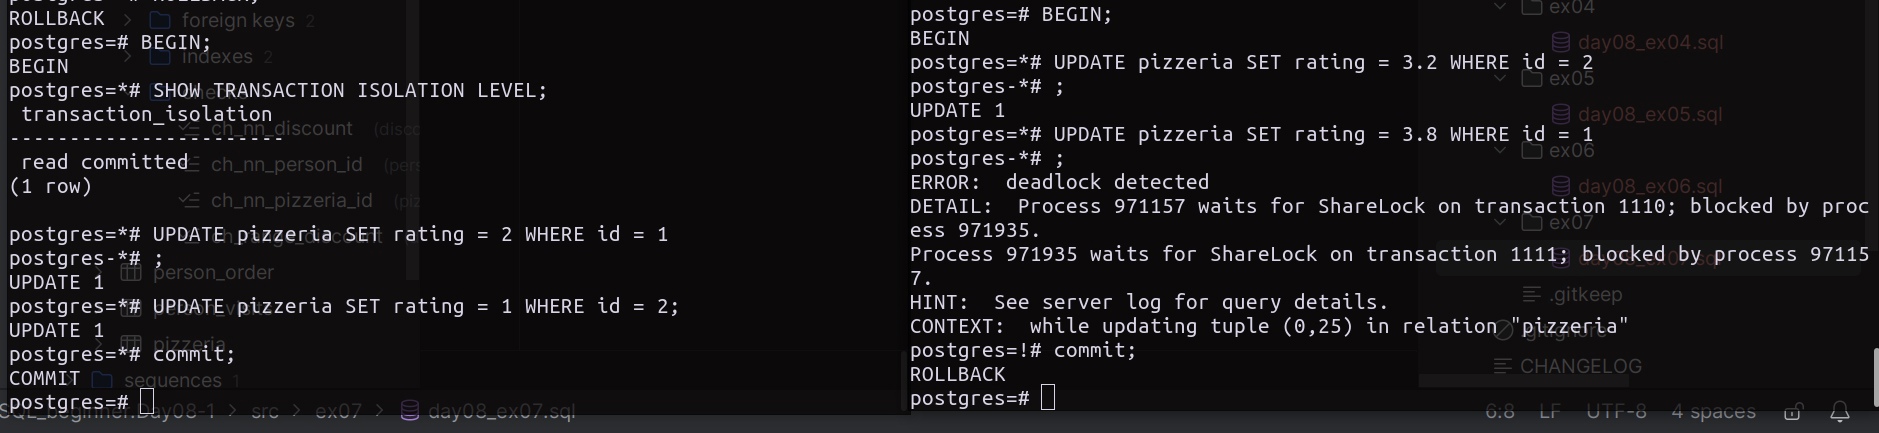 ROLLBACK
postgres=# BEGIN;
BEGIN
postgres=*# SHOW TRANSACTION ISOLATION LEVEL;
 transaction_isolation
-----------------------
 read committed
(1 row)
postgres=*# UPDATE pizzeria SET rating = 2 WHERE id = 1
postgres-*# ;
UPDATE 1
postgres=*# UPDATE pizzeria SET rating = 1 WHERE id = 2;
UPDATE 1
postgres=*# commit;
COMMIT
postgres=#
foreign keys 2
indexes 2
ch_nn_discount
ch_nn_person_id
ch_nn_pizzeria_id
person_order
pizzeria
sequences 1
postgres=# BEGIN;
BEGIN
postgres=*# UPDATE pizzeria SET rating = 3.2 WHERE id = 2
postgres-*# ;
UPDATE 1
postgres=*# UPDATE pizzeria SET rating = 3.8 WHERE id = 1
postgres-*# ;
ERROR:  deadlock detected
DETAIL:  Process 971157 waits for ShareLock on transaction 1110; blocked by proc
ess 971935.
Process 971935 waits for ShareLock on transaction 1111; blocked by process 97115
7.
HINT:  See server log for query details.
CONTEXT:  while updating tuple (0,25) in relation "pizzeria"
postgres=!# commit;
ROLLBACK
postgres=#
ex04
day08_ex04.sql
ex05
day08_ex05.sql
ex06
day08_ex06.sql
ex07
.gitkeep
CHANGELOG
SQL_beginner.Day08-1 > src > ex07 > day08_ex07.sql
6:8 LF UTF-8 4 spaces